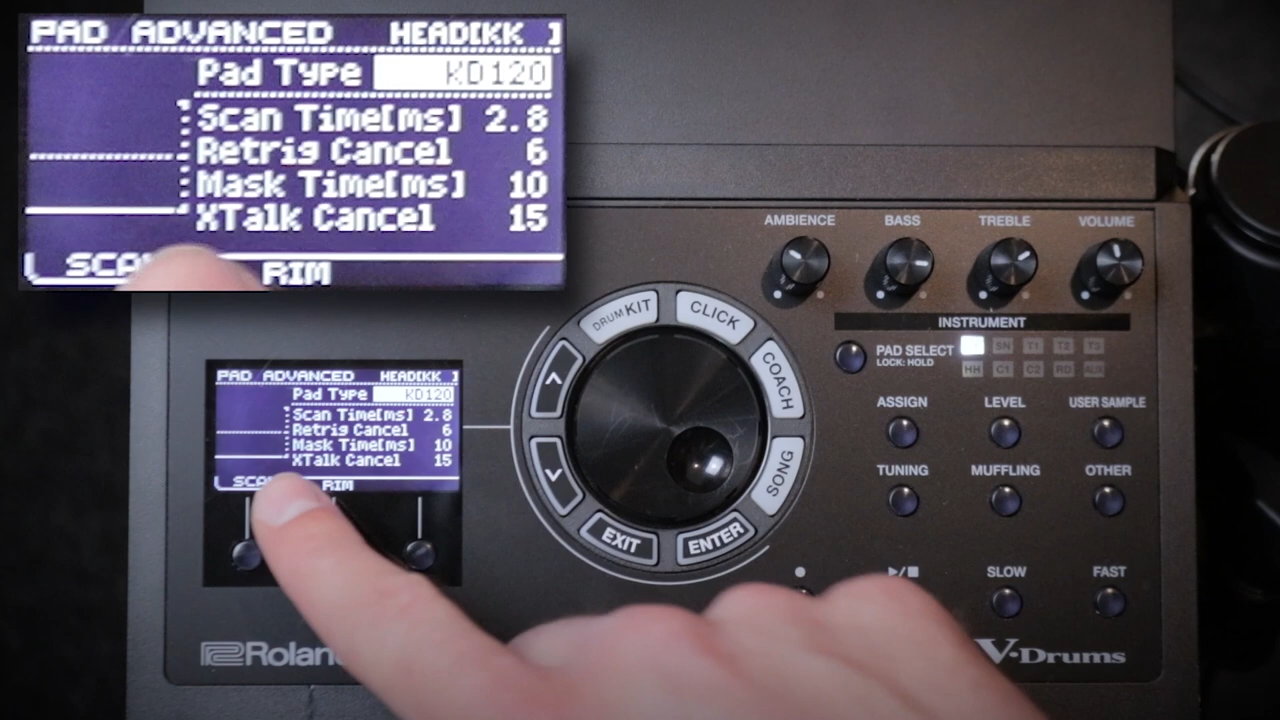 PAD ADVANCED HEAD[KK ]
Pad Type KD120
Scan Time[ms] 2.8
Retrig Cancel 6
Mask Time[ms] 10
XTalk Cancel 15
RIM
AMBIENCE BASS TREBLE VOLUME
INSTRUMENT
PAD SELECT
LOCK: HOLD
SN T1 T2 T3
HH C1 C2 RD AUX
DRUM KIT
CLICK
COACH
SONG
ENTER
EXIT
PAD ADVANCED HEAD[KK ]
Pad Type KD120
Scan Time[ms] 2.8
Retrig Cancel 6
Mask Time[ms] 10
XTalk Cancel 15
RIM
ASSIGN LEVEL USER SAMPLE
TUNING MUFFLING OTHER
SLOW FAST
V-Drums